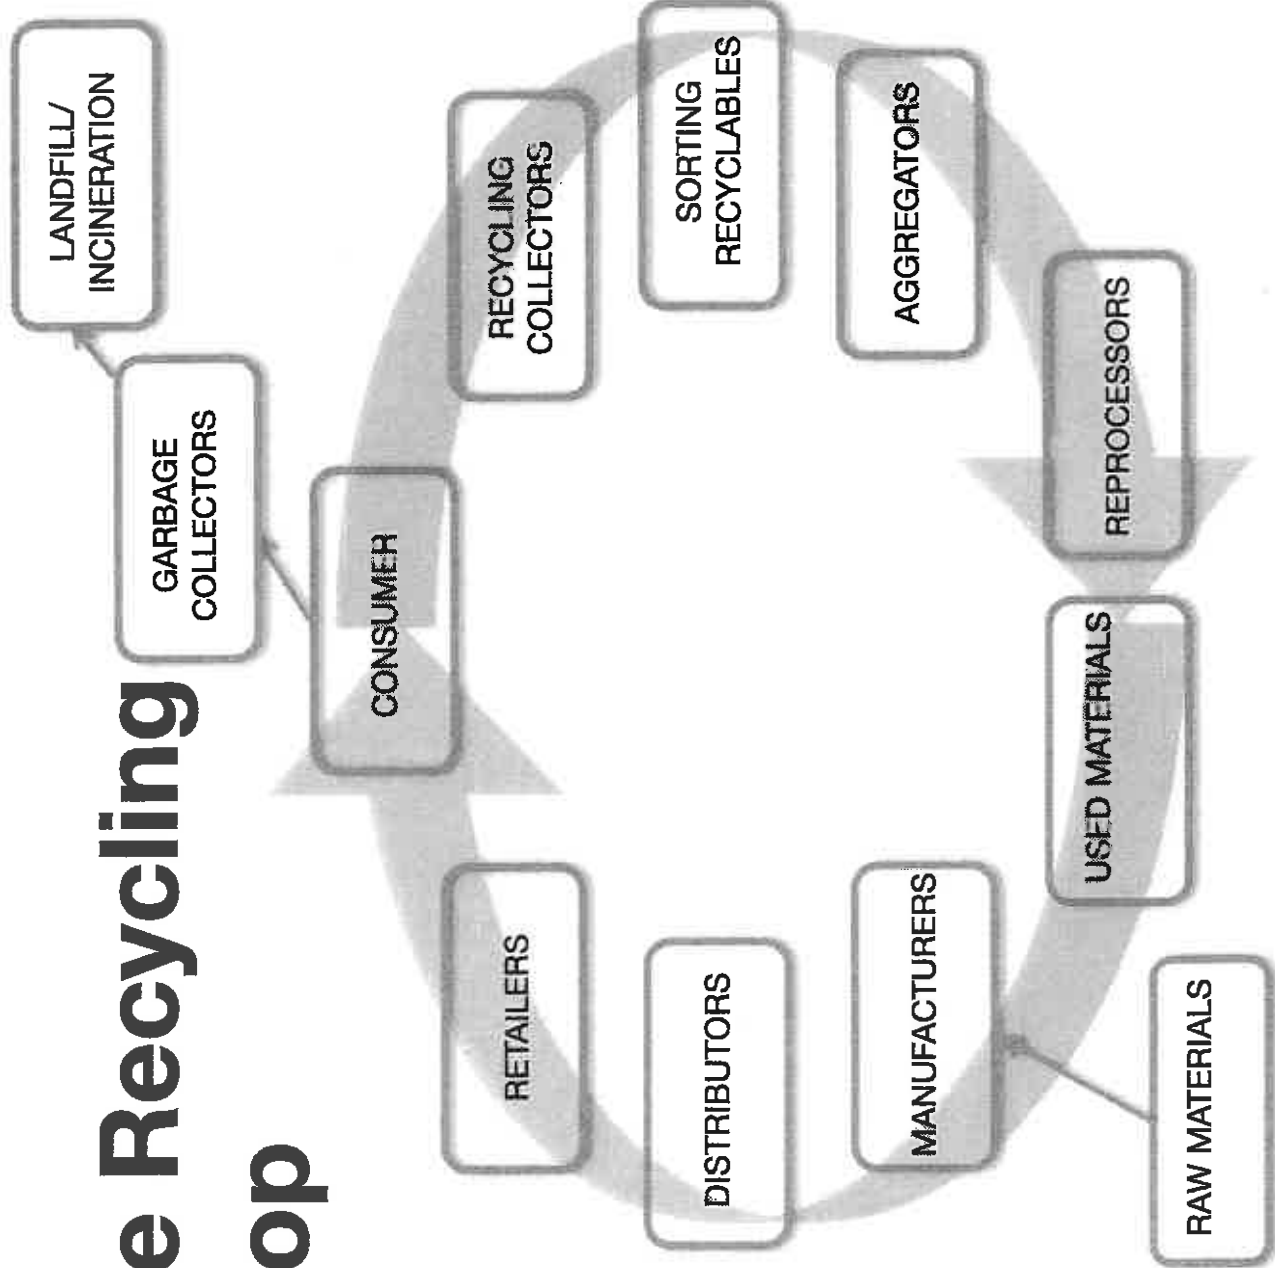 e Recycling
op
LANDFILL/
INCINERATION
GARBAGE
COLLECTORS
CONSUMER
RECYCLING
COLLECTORS
SORTING
RECYCLABLES
AGGREGATORS
REPROCESSORS
USED MATERIALS
RAW MATERIALS
MANUFACTURERS
DISTRIBUTORS
RETAILERS